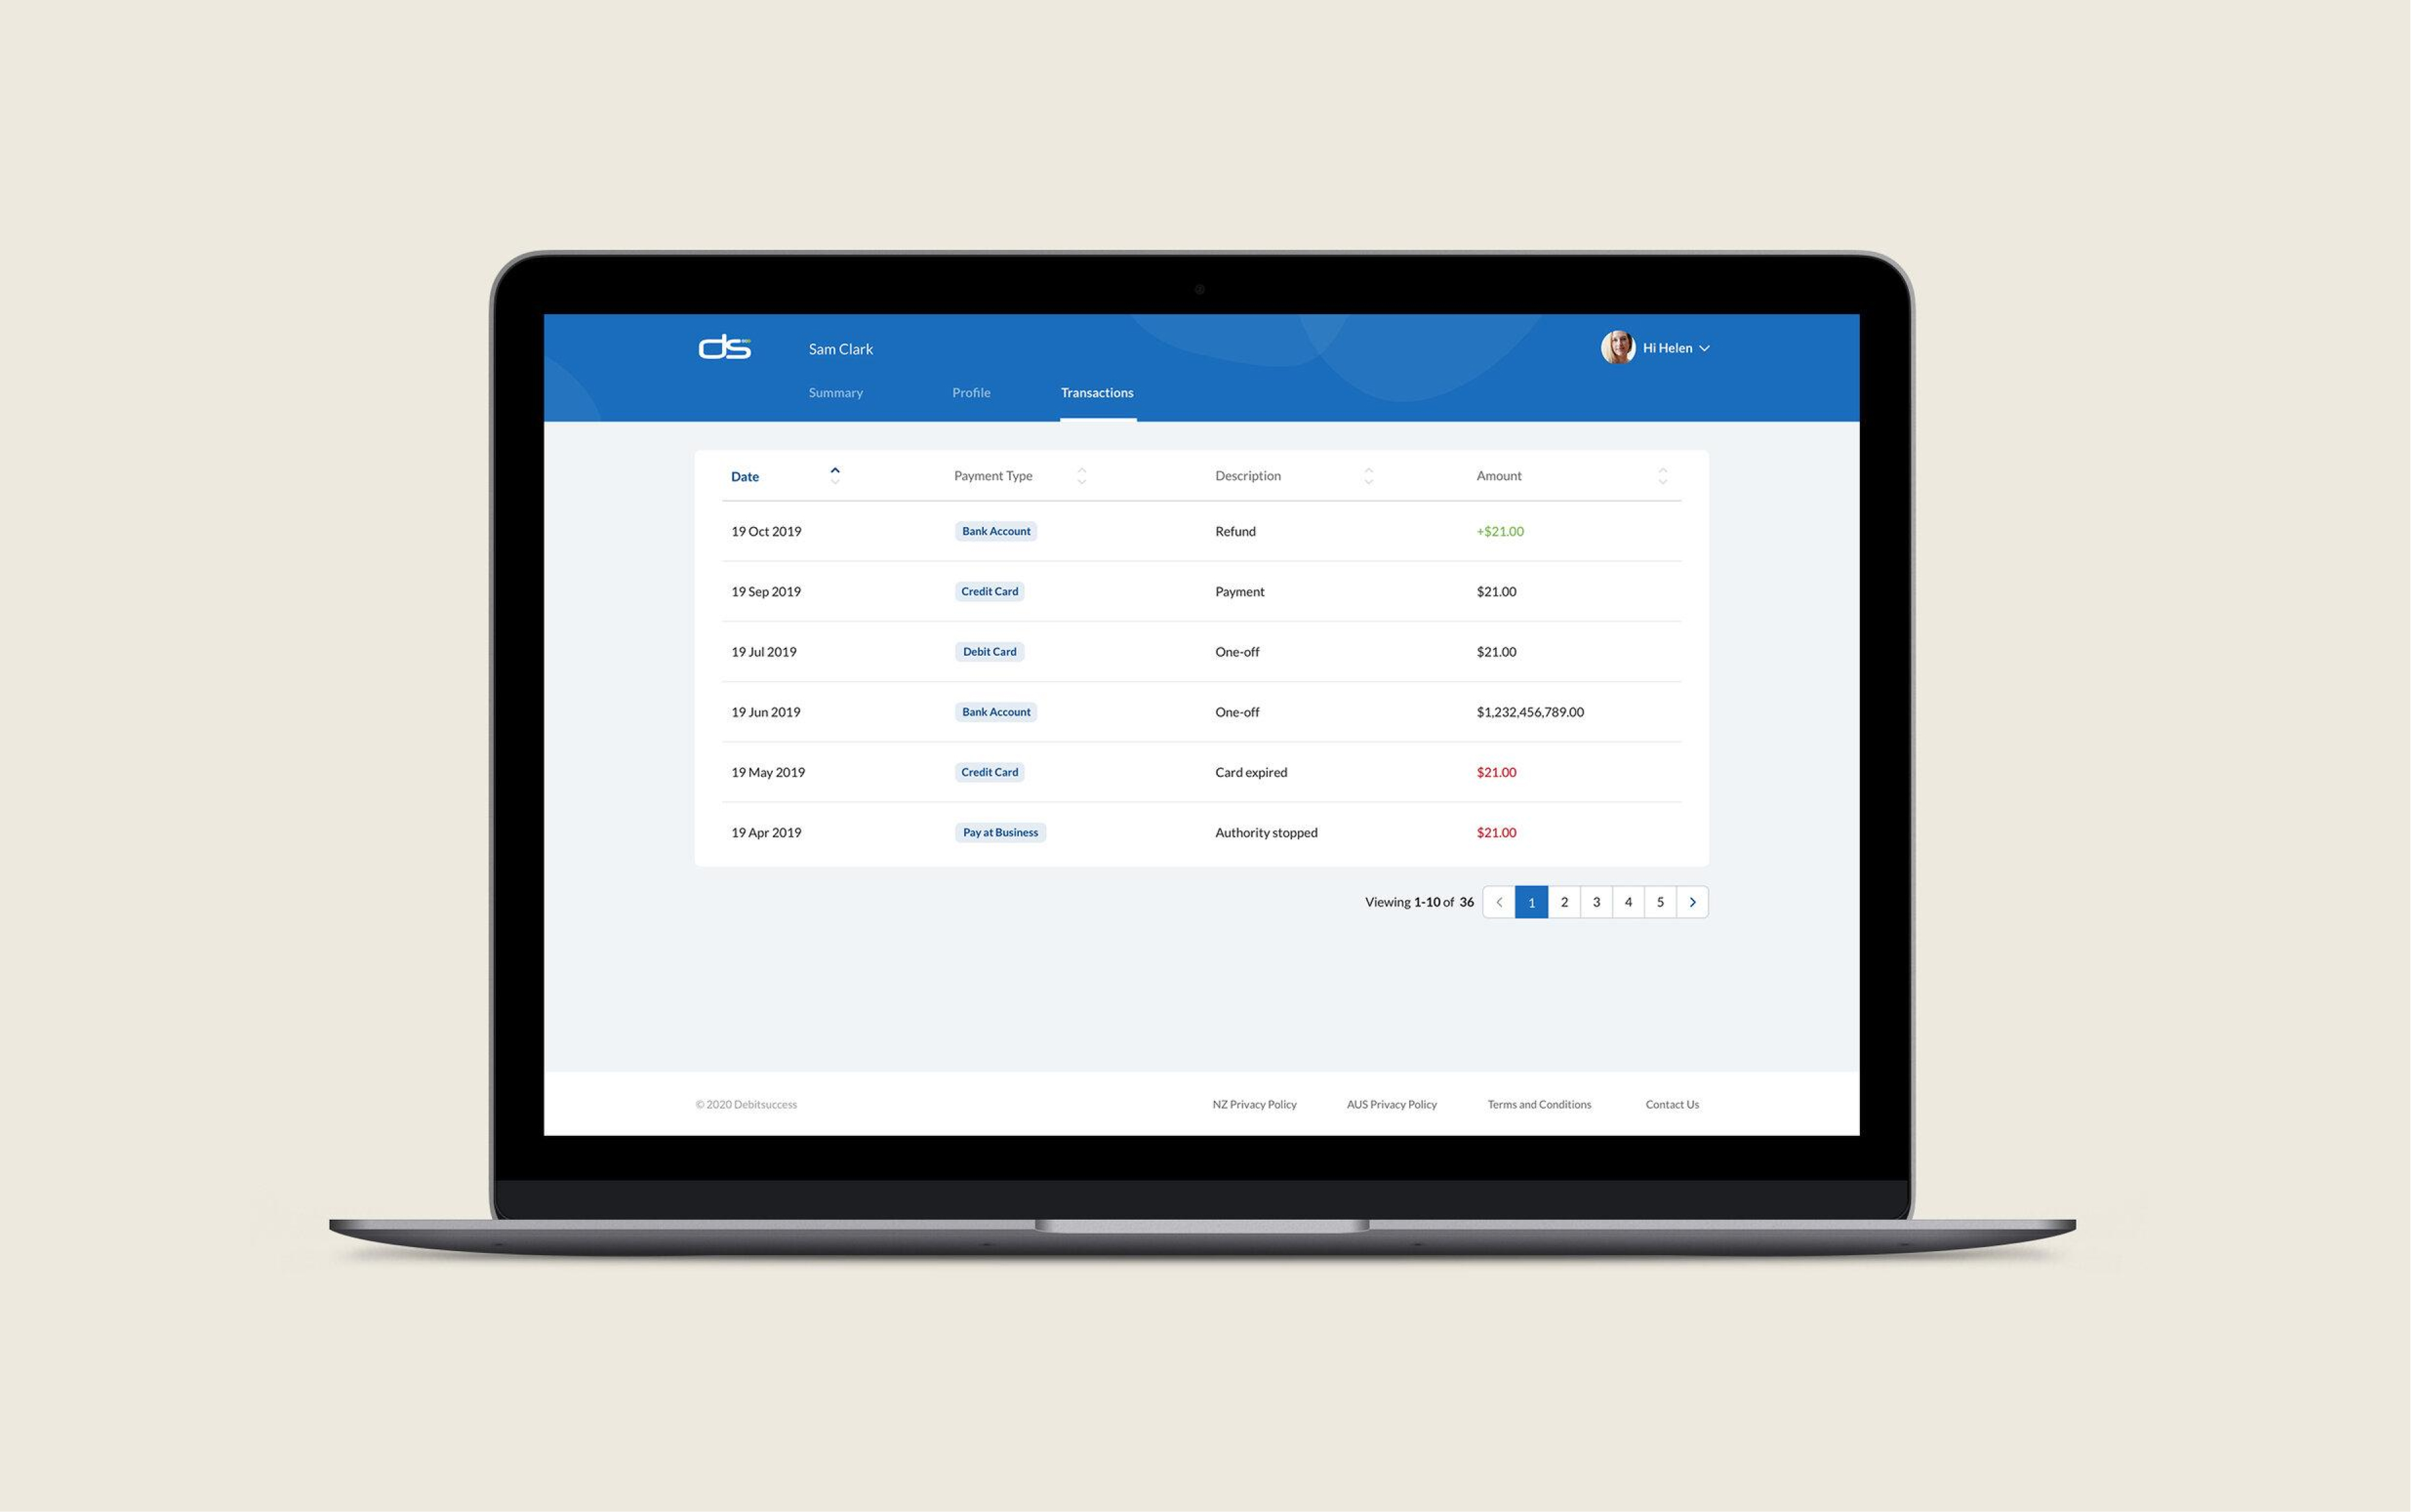 ds
Sam Clark
Hi Helen
Summary Profile Transactions
Date Payment Type Description Amount
19 Oct 2019 Bank Account Refund +$21.00
19 Sep 2019 Credit Card Payment $21.00
19 Jul 2019 Debit Card One-off $21.00
19 Jun 2019 Bank Account One-off $1,232,456,789.00
19 May 2019 Credit Card Card expired $21.00
19 Apr 2019 Pay at Business Authority stopped $21.00
Viewing 1-10 of 36 < 1 2 3 4 5 >
© 2020 Debitsuccess NZ Privacy Policy AUS Privacy Policy Terms and Conditions Contact Us